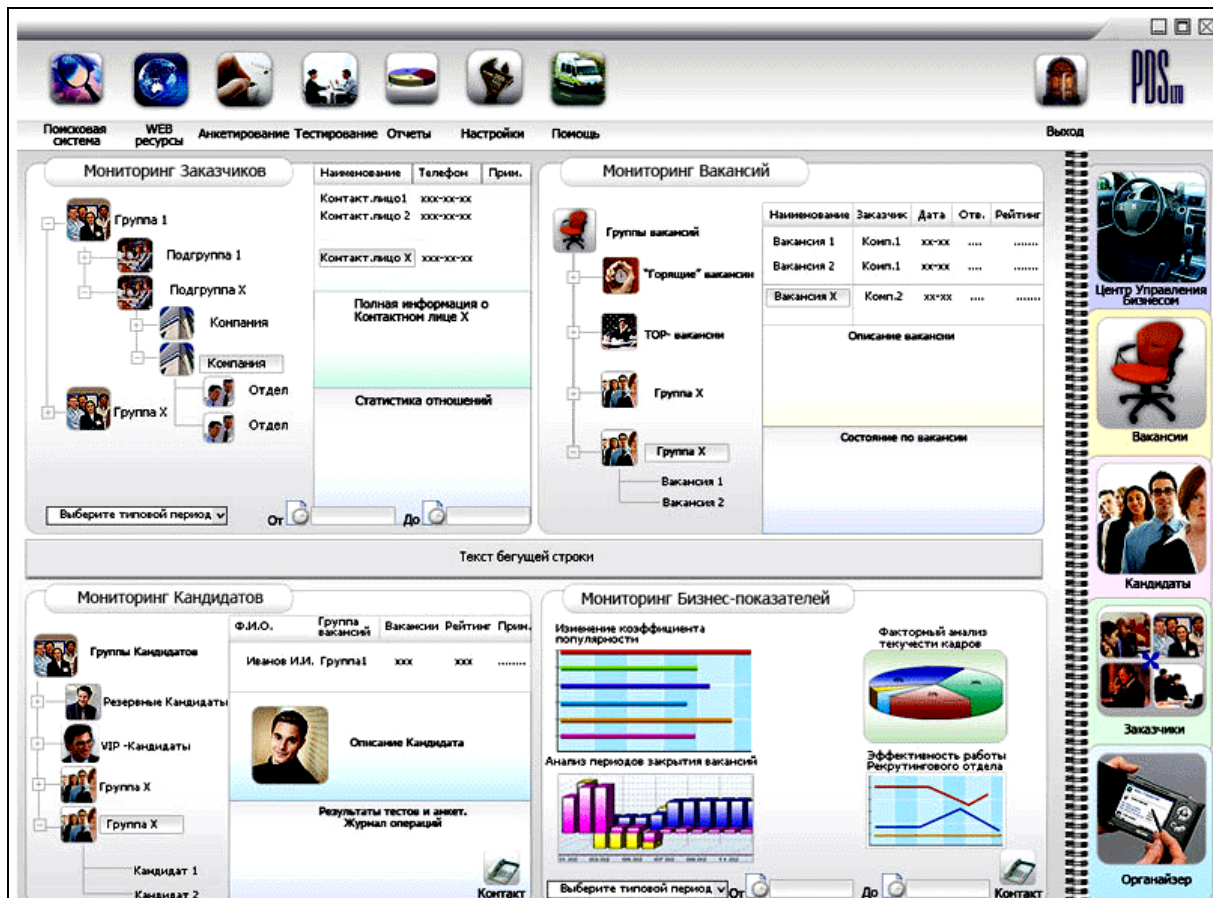 PDS LTD
Поисковая система
WEB ресурсы
Анкетирование
Тестирование
Отчеты
Настройки
Помощь
Выход
Мониторинг Заказчиков
Группа 1
Подгруппа 1
Подгруппа X
Компания
Компания
Отдел
Отдел
Группа X
Выберите типовой период
От
До
Наименование Телефон Прим.
Контакт.лицо1 xxx-xx-xx
Контакт.лицо 2 xxx-xx-xx
Контакт.лицо X xxx-xx-xx
Полная информация о
Контактном лице X
Статистика отношений
Мониторинг Вакансий
Группы вакансий
"Горящие" вакансии
TOP- вакансии
Группа X
Группа X
Вакансия 1
Вакансия 2
Наименование Заказчик Дата Отв. Рейтинг
Вакансия 1 Комп.1 xx-xx .... .......
Вакансия 2 Комп.1 xx-xx .... .......
Вакансия X Комп.2 xx-xx .... .......
Описание вакансии
Состояние по вакансии
Текст бегущей строки
Мониторинг Кандидатов
Группы Кандидатов
Резервные Кандидаты
VIP -Кандидаты
Группа X
Группа X
Кандидат 1
Кандидат 2
Ф.И.О. Группа вакансий Вакансии Рейтинг Прим.
Иванов И.И. Группа1 xxx xxx ........
Описание Кандидата
Результаты тестов и анкет.
Журнал операций
Контакт
Мониторинг Бизнес-показателей
Изменение коэффициента
популярности
Факторный анализ
текучести кадров
Анализ периодов закрытия вакансий
Эффективность работы
Рекрутингового отдела
Выберите типовой период
От
До
Контакт
Центр Управления
Бизнесом
Вакансии
Кандидаты
Заказчики
Органайзер